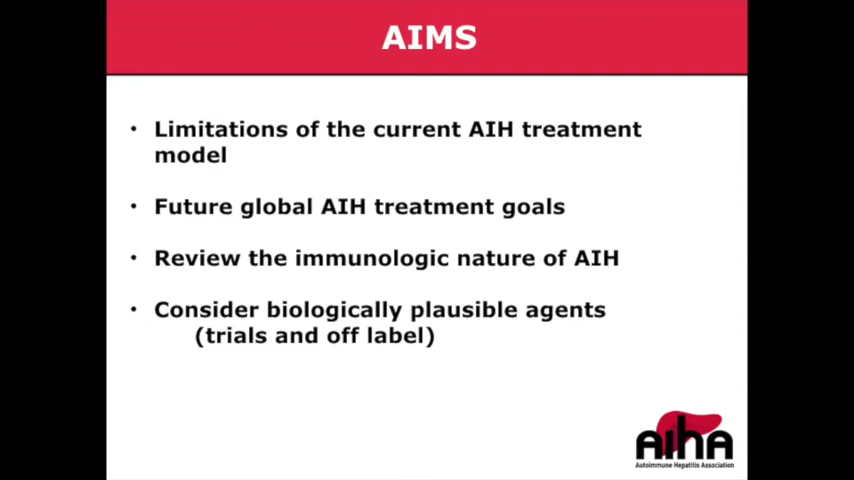 AIMS
• Limitations of the current AIH treatment
model
• Future global AIH treatment goals
• Review the immunologic nature of AIH
• Consider biologically plausible agents
(trials and off label)
AihA
Autoimmune Hepatitis Association